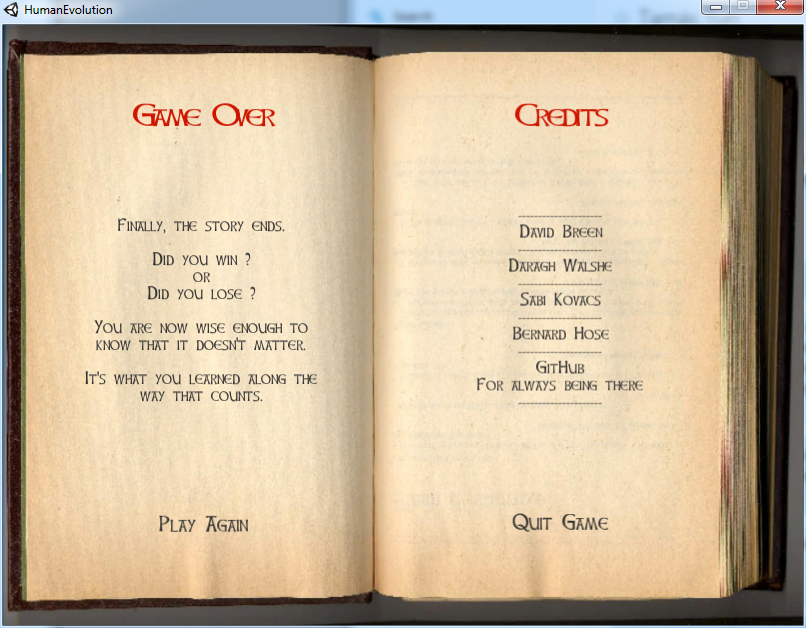 HumanEvolution
Game Over
Finally, the story ends.
Did you win ?
or
Did you lose ?
You are now wise enough to
know that it doesn't matter.
It's what you learned along the
way that counts.
Play Again
Credits
David Breen
Daragh Walshe
Sabi Kovacs
Bernard Hose
GitHub
For always being there
Quit Game